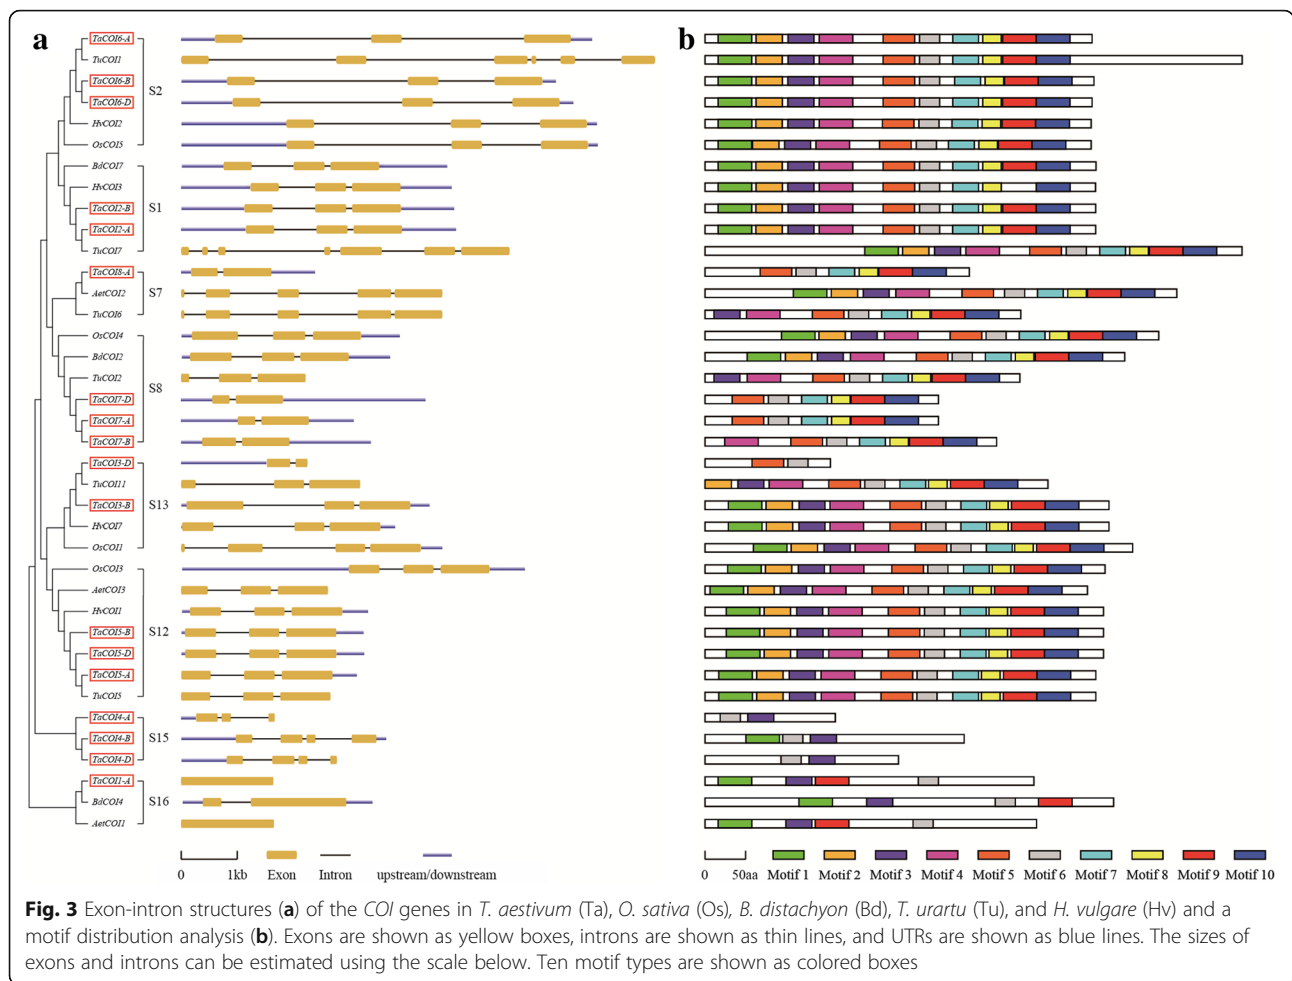 a
b
TaCOI6-A
TuCOI1
TaCOI6-B
TaCOI6-D
HvCOI2
OsCOI5
S2
BdCOI7
HvCOI3
TaCOI2-B
TaCOI2-A
TuCOI7
S1
TaCOI8-A
AetCOI2
TuCOI6
S7
OsCOI4
BdCOI2
TuCOI2
TaCOI7-D
TaCOI7-A
TaCOI7-B
S8
TaCOI3-D
TuCOI11
TaCOI3-B
HvCOI7
OsCOI1
S13
OsCOI3
AetCOI3
HvCOI1
TaCOI5-B
TaCOI5-D
TaCOI5-A
TuCOI5
S12
TaCOI4-A
TaCOI4-B
TaCOI4-D
S15
TaCOI1-A
BdCOI4
AetCOI1
S16
0 1kb Exon Intron upstream/downstream
0 50aa Motif 1 Motif 2 Motif 3 Motif 4 Motif 5 Motif 6 Motif 7 Motif 8 Motif 9 Motif 10
Fig. 3 Exon-intron structures (a) of the COI genes in T. aestivum (Ta), O. sativa (Os), B. distachyon (Bd), T. urartu (Tu), and H. vulgare (Hv) and a
motif distribution analysis (b). Exons are shown as yellow boxes, introns are shown as thin lines, and UTRs are shown as blue lines. The sizes of
exons and introns can be estimated using the scale below. Ten motif types are shown as colored boxes